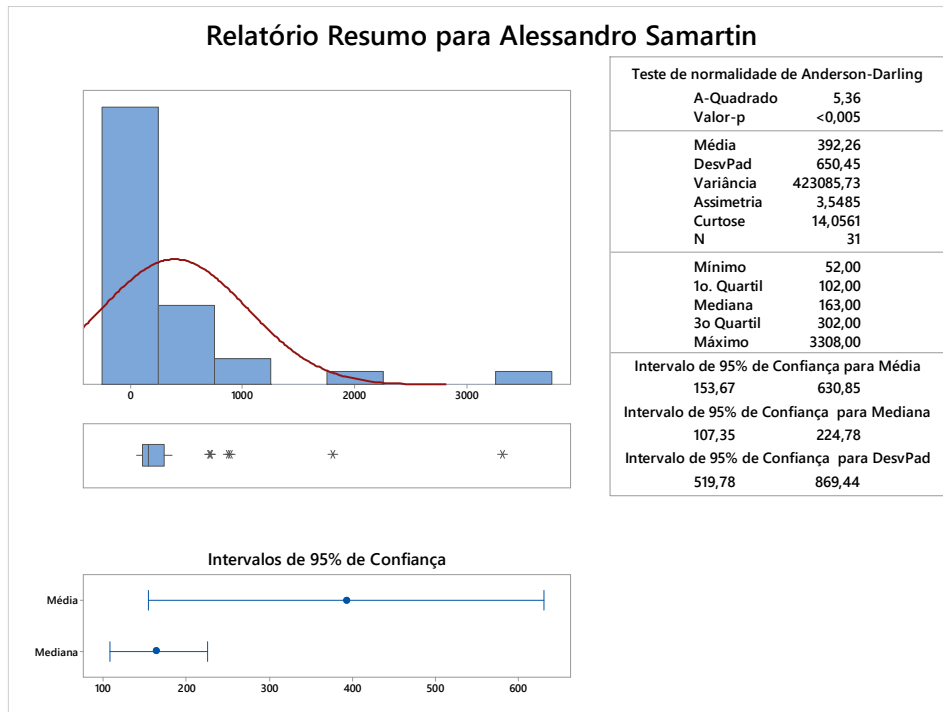 Relatório Resumo para Alessandro Samartin
Teste de normalidade de Anderson-Darling
A-Quadrado 5,36
Valor-p <0,005
Média 392,26
DesvPad 650,45
Variância 423085,73
Assimetria 3,5485
Curtose 14,0561
N 31
Mínimo 52,00
1o. Quartil 102,00
Mediana 163,00
3o Quartil 302,00
Máximo 3308,00
Intervalo de 95% de Confiança para Média
153,67 630,85
Intervalo de 95% de Confiança para Mediana
107,35 224,78
Intervalo de 95% de Confiança para DesvPad
519,78 869,44
0 1000 2000 3000
Intervalos de 95% de Confiança
Média
Mediana
100 200 300 400 500 600